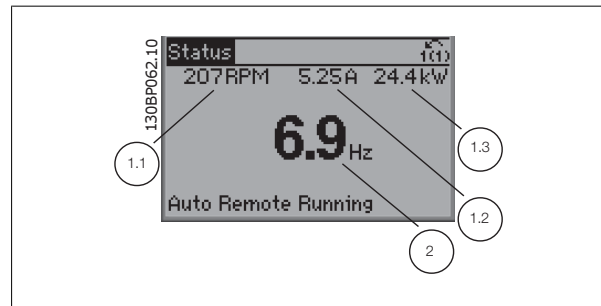 130BP062.10
Status 1(1)
207RPM 5.25A 24.4kW
6.9Hz
Auto Remote Running
1.1
1.3
1.2
2